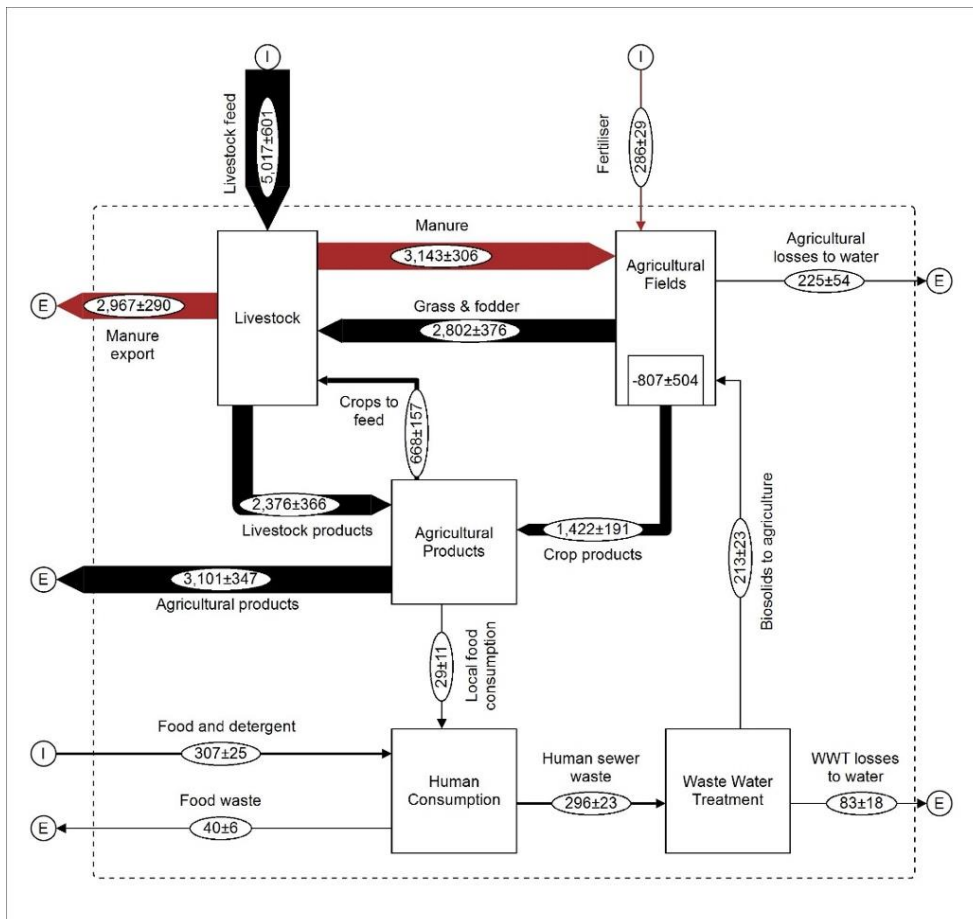 I
I
Livestock feed
5,017±601
Fertiliser
286±29
Manure
3,143±306
Agricultural
losses to water
225±54
E
Agricultural
Fields
E
2,967±290
Manure
export
Livestock
Grass & fodder
2,802±376
-807±504
Crops to
feed
668±157
2,376±366
Livestock products
Agricultural
Products
1,422±191
Crop products
213±23
Biosolids to agriculture
E
3,101±347
Agricultural products
29±11
Local food
consumption
Food and detergent
I
307±25
Food waste
E
40±6
Human
Consumption
Human sewer
waste
296±23
Waste Water
Treatment
WWT losses
to water
83±18
E